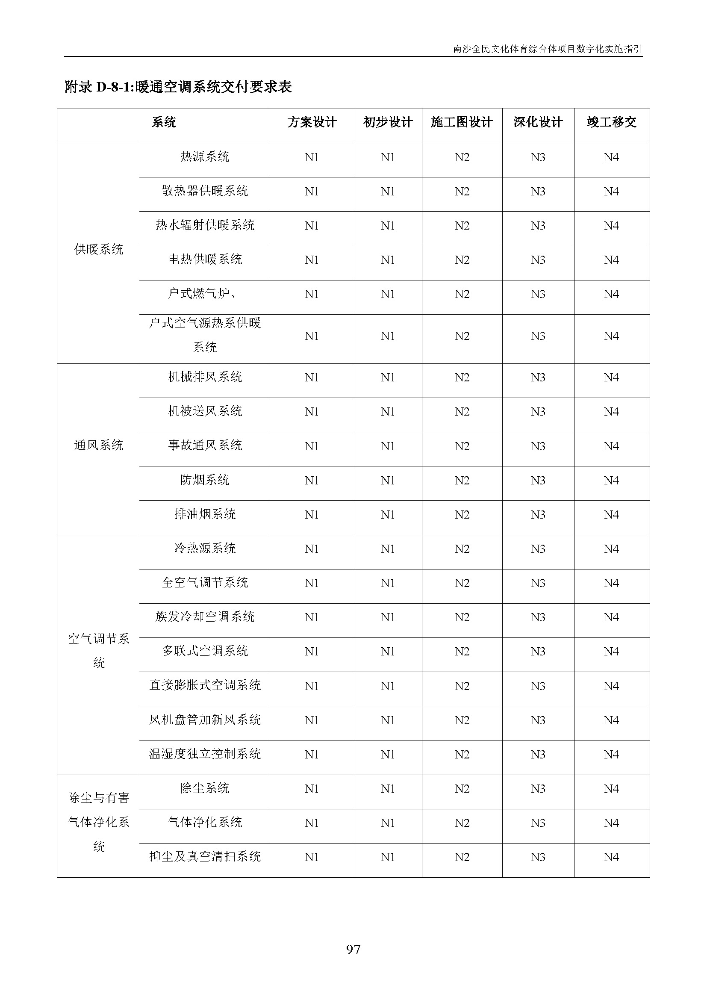 南沙全民文化体育综合体项目数字化实施指引
附录 D-8-1:暖通空调系统交付要求表
系统 方案设计 初步设计 施工图设计 深化设计 竣工移交
供暖系统
热源系统 N1 N1 N2 N3 N4
散热器供暖系统 N1 N1 N2 N3 N4
热水辐射供暖系统 N1 N1 N2 N3 N4
电热供暖系统 N1 N1 N2 N3 N4
户式燃气炉、 N1 N1 N2 N3 N4
户式空气源热系供暖
系统 N1 N1 N2 N3 N4
通风系统
机械排风系统 N1 N1 N2 N3 N4
机被送风系统 N1 N1 N2 N3 N4
事故通风系统 N1 N1 N2 N3 N4
防烟系统 N1 N1 N2 N3 N4
排油烟系统 N1 N1 N2 N3 N4
空气调节系
统
冷热源系统 N1 N1 N2 N3 N4
全空气调节系统 N1 N1 N2 N3 N4
族发冷却空调系统 N1 N1 N2 N3 N4
多联式空调系统 N1 N1 N2 N3 N4
直接膨胀式空调系统 N1 N1 N2 N3 N4
风机盘管加新风系统 N1 N1 N2 N3 N4
温湿度独立控制系统 N1 N1 N2 N3 N4
除尘与有害
气体净化系
统
除尘系统 N1 N1 N2 N3 N4
气体净化系统 N1 N1 N2 N3 N4
抑尘及真空清扫系统 N1 N1 N2 N3 N4
97